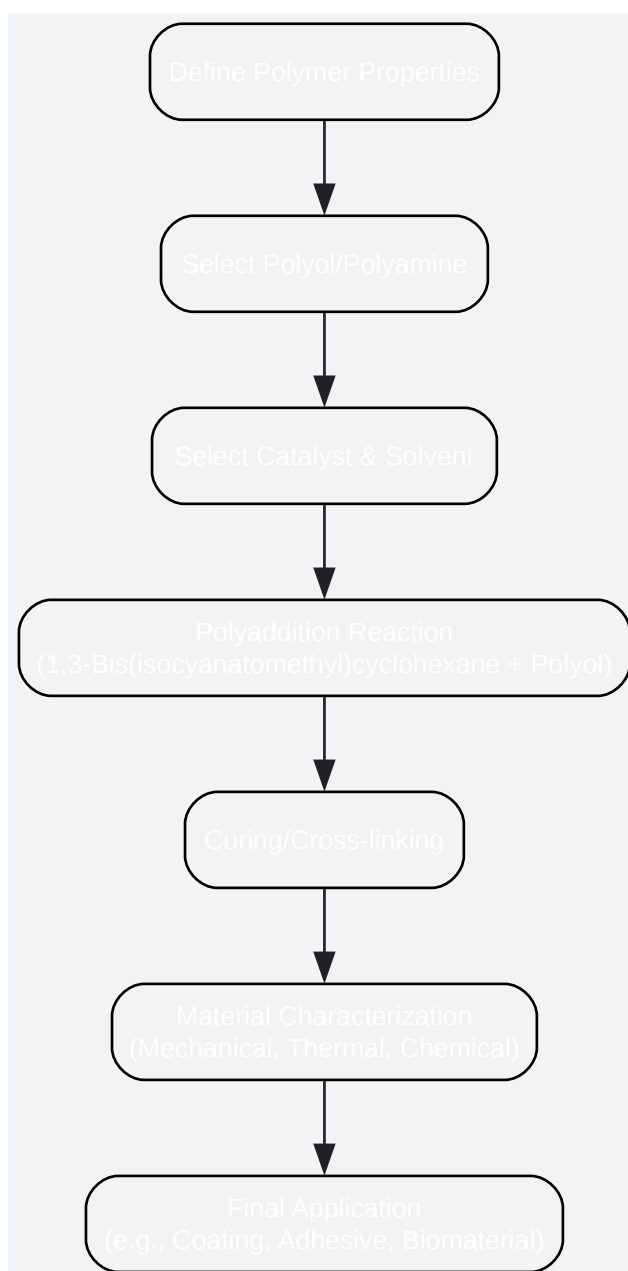 Define Polymer Properties
Select Polyol/Polyamine
Select Catalyst & Solvent
Polyaddition Reaction
(1,3-Bis(isocyanatomethyl)cyclohexane + Polyol)
Curing/Cross-linking
Material Characterization
(Mechanical, Thermal, Chemical)
Final Application
(e.g., Coating, Adhesive, Biomaterial)